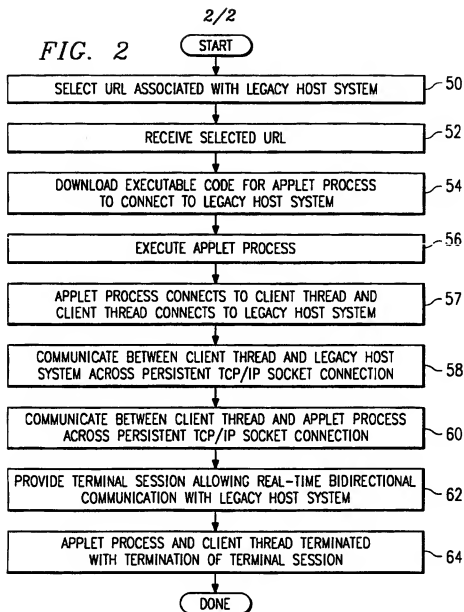 2/2
FIG. 2
START
SELECT URL ASSOCIATED WITH LEGACY HOST SYSTEM
50
RECEIVE SELECTED URL
52
DOWNLOAD EXECUTABLE CODE FOR APPLET PROCESS
TO CONNECT TO LEGACY HOST SYSTEM
54
EXECUTE APPLET PROCESS
56
APPLET PROCESS CONNECTS TO CLIENT THREAD AND
CLIENT THREAD CONNECTS TO LEGACY HOST SYSTEM
57
COMMUNICATE BETWEEN CLIENT THREAD AND LEGACY HOST
SYSTEM ACROSS PERSISTENT TCP/IP SOCKET CONNECTION
58
COMMUNICATE BETWEEN CLIENT THREAD AND APPLET PROCESS
ACROSS PERSISTENT TCP/IP SOCKET CONNECTION
60
PROVIDE TERMINAL SESSION ALLOWING REAL-TIME BIDIRECTIONAL
COMMUNICATION WITH LEGACY HOST SYSTEM
62
APPLET PROCESS AND CLIENT THREAD TERMINATED
WITH TERMINATION OF TERMINAL SESSION
64
DONE